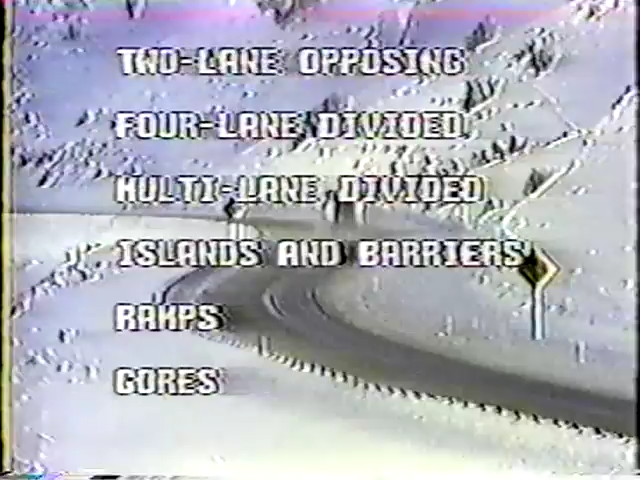 TWO-LANE OPPOSING
FOUR-LANE DIVIDED
MULTI-LANE DIVIDED
ISLANDS AND BARRIERS
RAMPS
GORES